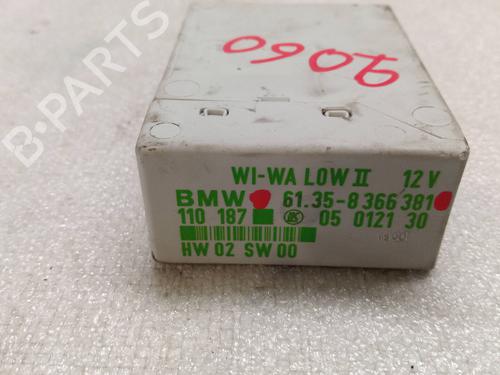 9060
B-PARTS
WI-WA LOW II 12 V
BMW 61.35-8 366 381
110 187 05 0121 30
HW 02 SW 00